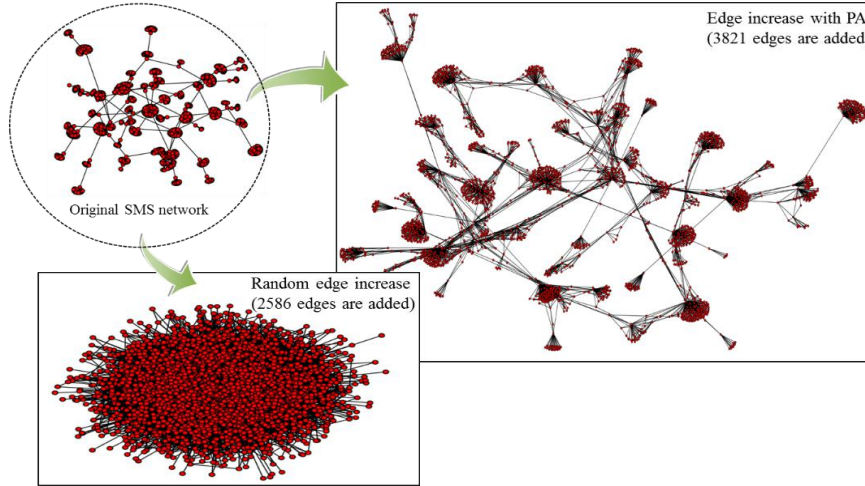 Original SMS network
Edge increase with PA
(3821 edges are added
Random edge increase
(2586 edges are added)